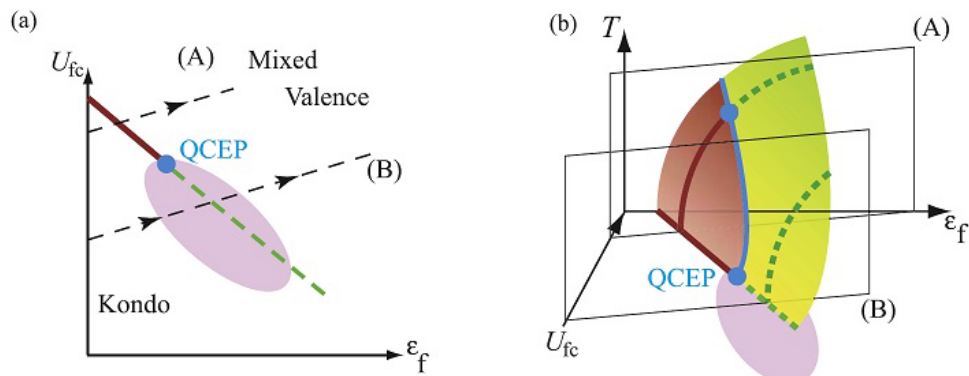 (a)
U_fc
(A)
Mixed
Valence
QCEP
(B)
Kondo
ε_f
(b)
T
(A)
ε_f
QCEP
(B)
U_fc